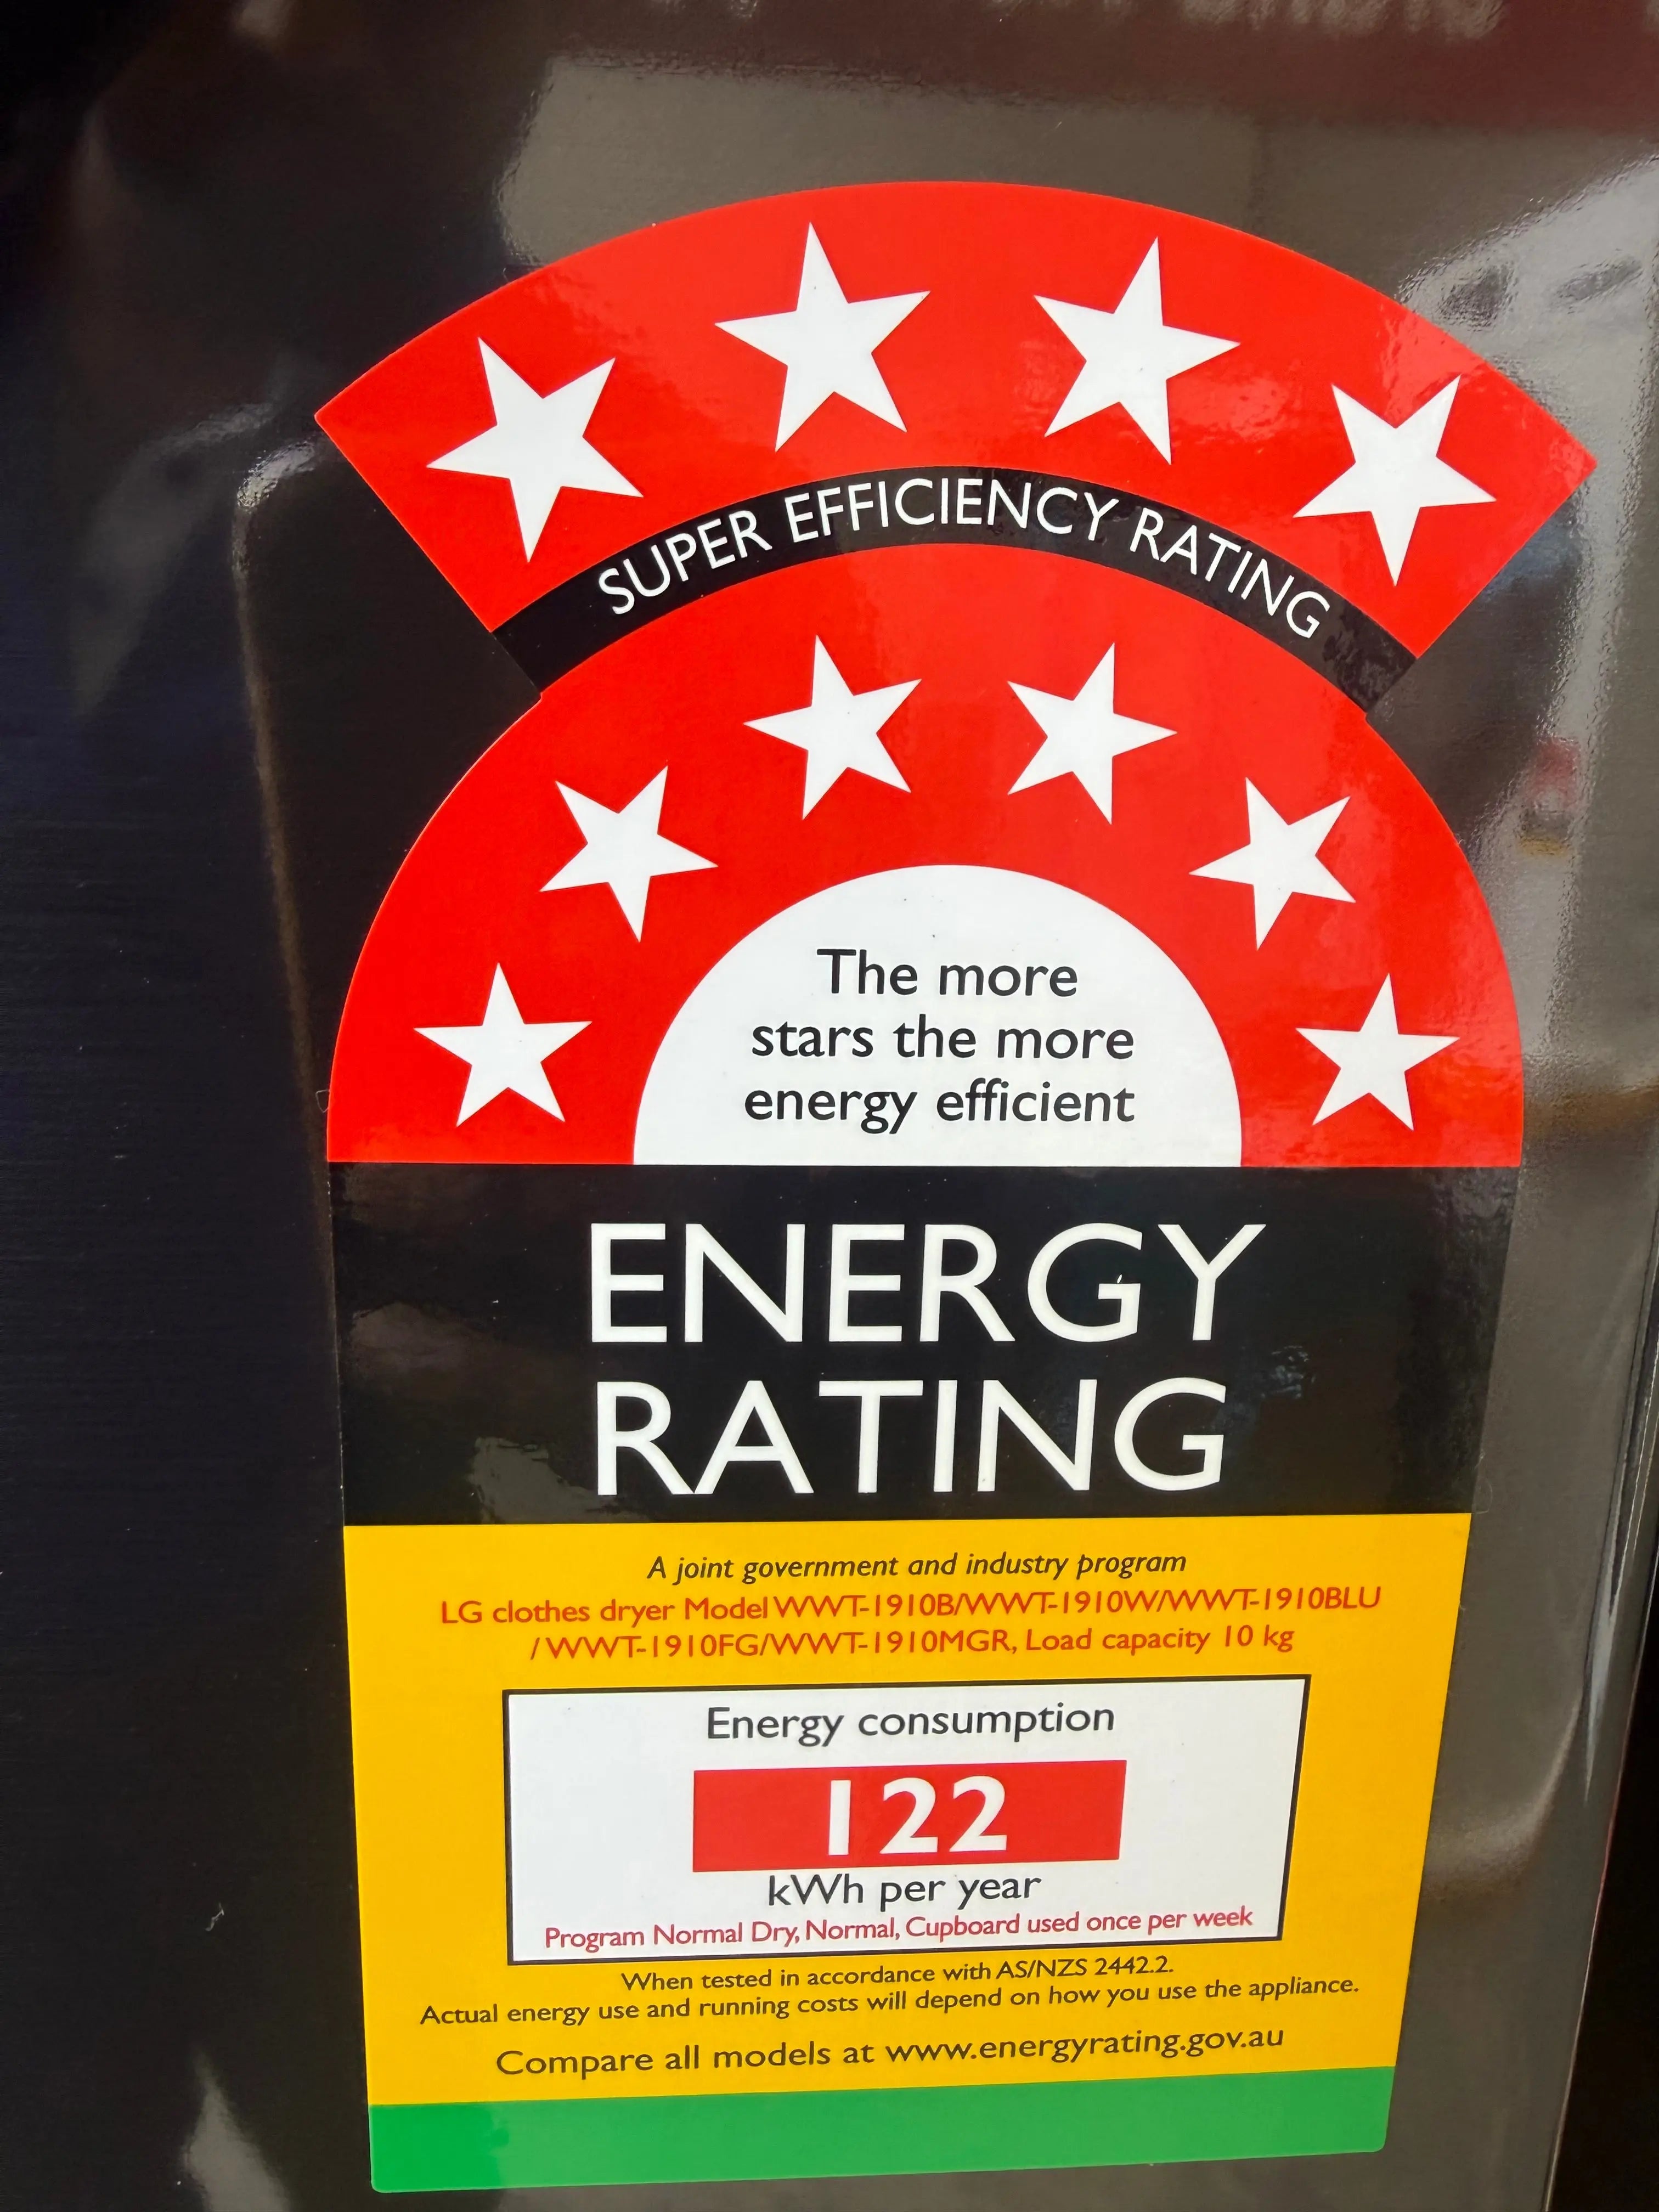 SUPER EFFICIENCY RATING
The more
stars the more
energy efficient
ENERGY
RATING
A joint government and industry program
LG clothes dryer Model WWT-1910B/WWT-1910W/WWT-1910BLU
/WWT-1910FG/WWT-1910MGR, Load capacity 10 kg
Energy consumption
122
kWh per year
Program Normal Dry, Normal, Cupboard used once per week
When tested in accordance with AS/NZS 2442.2.
Actual energy use and running costs will depend on how you use the appliance.
Compare all models at www.energyrating.gov.au